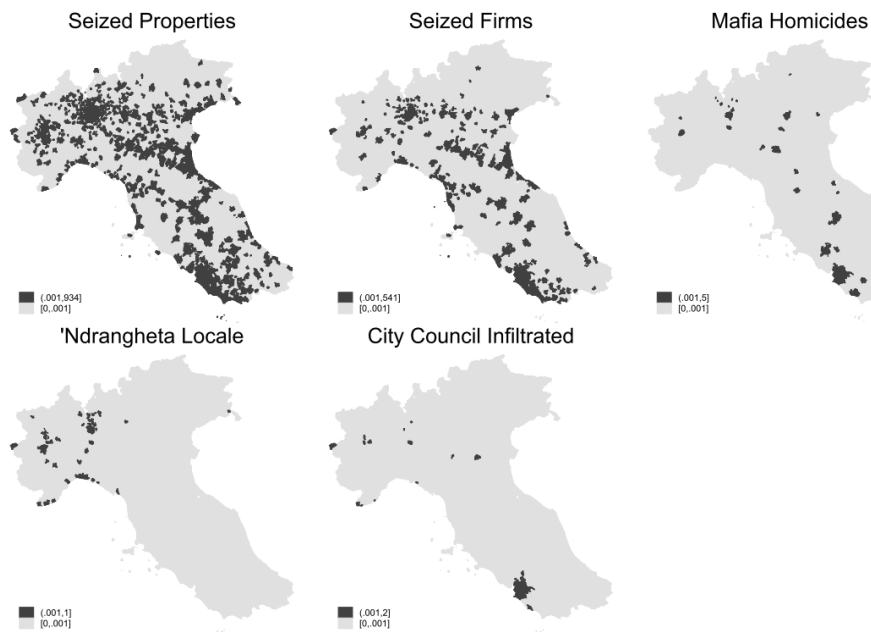 Seized Properties
Seized Firms
Mafia Homicides
(.001,934]
[0,.001]
(.001,541]
[0,.001]
(.001,5]
[0,.001]
'Ndrangheta Locale
City Council Infiltrated
(.001,1]
[0,.001]
(.001,2]
[0,.001]